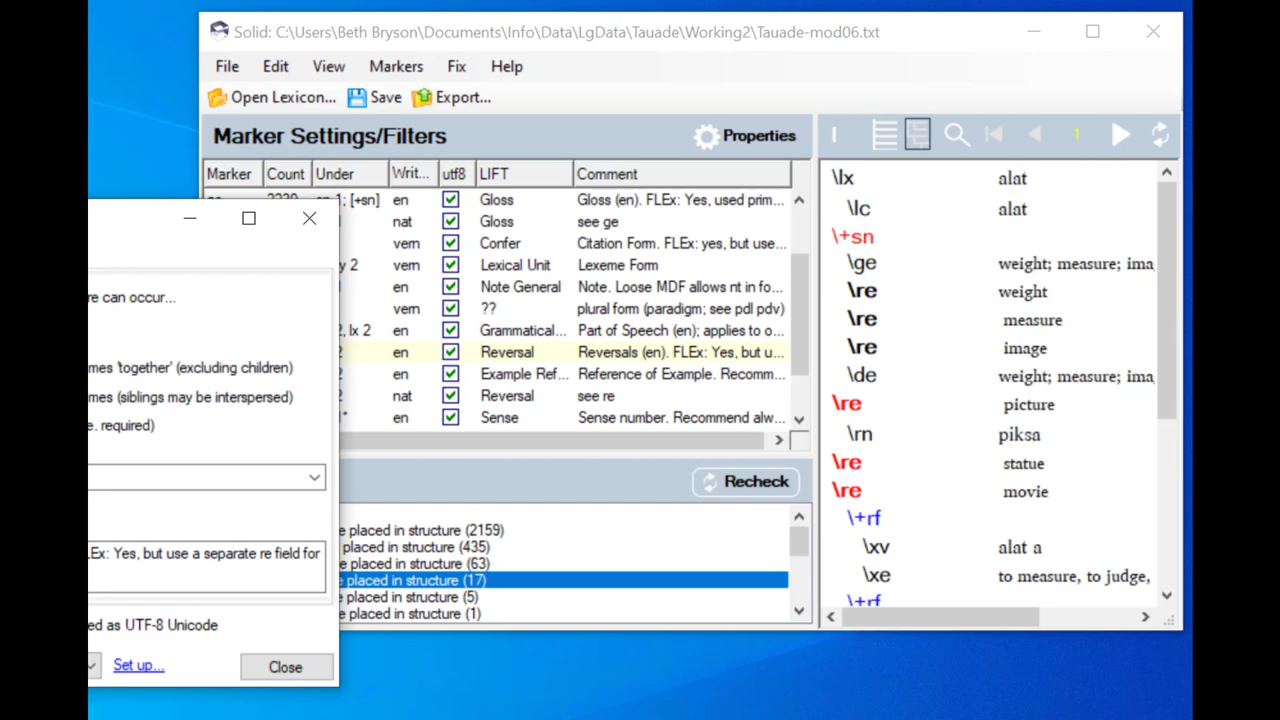 Solid: C:\Users\Beth Bryson\Documents\Info\Data\LgData\Tauade\Working2\Tauade-mod06.txt
File Edit View Markers Fix Help
Open Lexicon... Save Export...
Marker Settings/Filters Properties 1
Marker Count Under Writ... utf8 LIFT Comment
1; [+sn] en Gloss Gloss (en). FLEx: Yes, used prim...
nat Gloss see ge
vern Confer Citation Form. FLEx: yes, but use...
y 2 vern Lexical Unit Lexeme Form
en Note General Note. Loose MDF allows nt in fo...
vern ?? plural form (paradigm; see pdl pdv)
2, lx 2 en Grammatical... Part of Speech (en); applies to o...
2 en Reversal Reversals (en). FLEx: Yes, but u...
2 en Example Ref... Reference of Example. Recomm...
2 nat Reversal see re
* en Sense Sense number. Recommend alw...
Recheck
e placed in structure (2159)
placed in structure (435)
e placed in structure (63)
e placed in structure (17)
e placed in structure (5)
e placed in structure (1)
\lx alat
\lc alat
\+sn
\ge weight; measure; ima
\re weight
\re measure
\re image
\de weight; measure; ima
\re picture
\rn piksa
\re statue
\re movie
\+rf
\xv alat a
\xe to measure, to judge,
\+rf
re can occur...
mes 'together' (excluding children)
mes (siblings may be interspersed)
e. required)
LEx: Yes, but use a separate re field for
ed as UTF-8 Unicode
Set up... Close